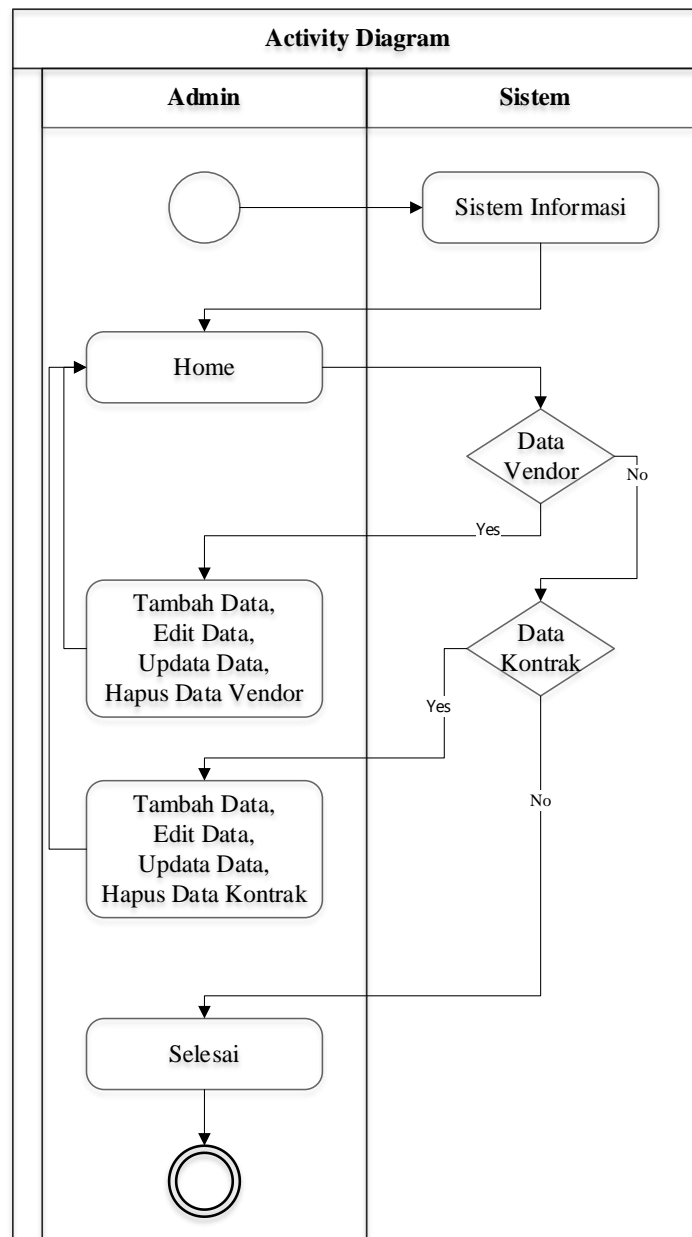 Activity Diagram
Admin
Sistem
Sistem Informasi
Home
Data
Vendor
No
Yes
Tambah Data,
Edit Data,
Updata Data,
Hapus Data Vendor
Data
Kontrak
Yes
Tambah Data,
Edit Data,
Updata Data,
Hapus Data Kontrak
No
Selesai